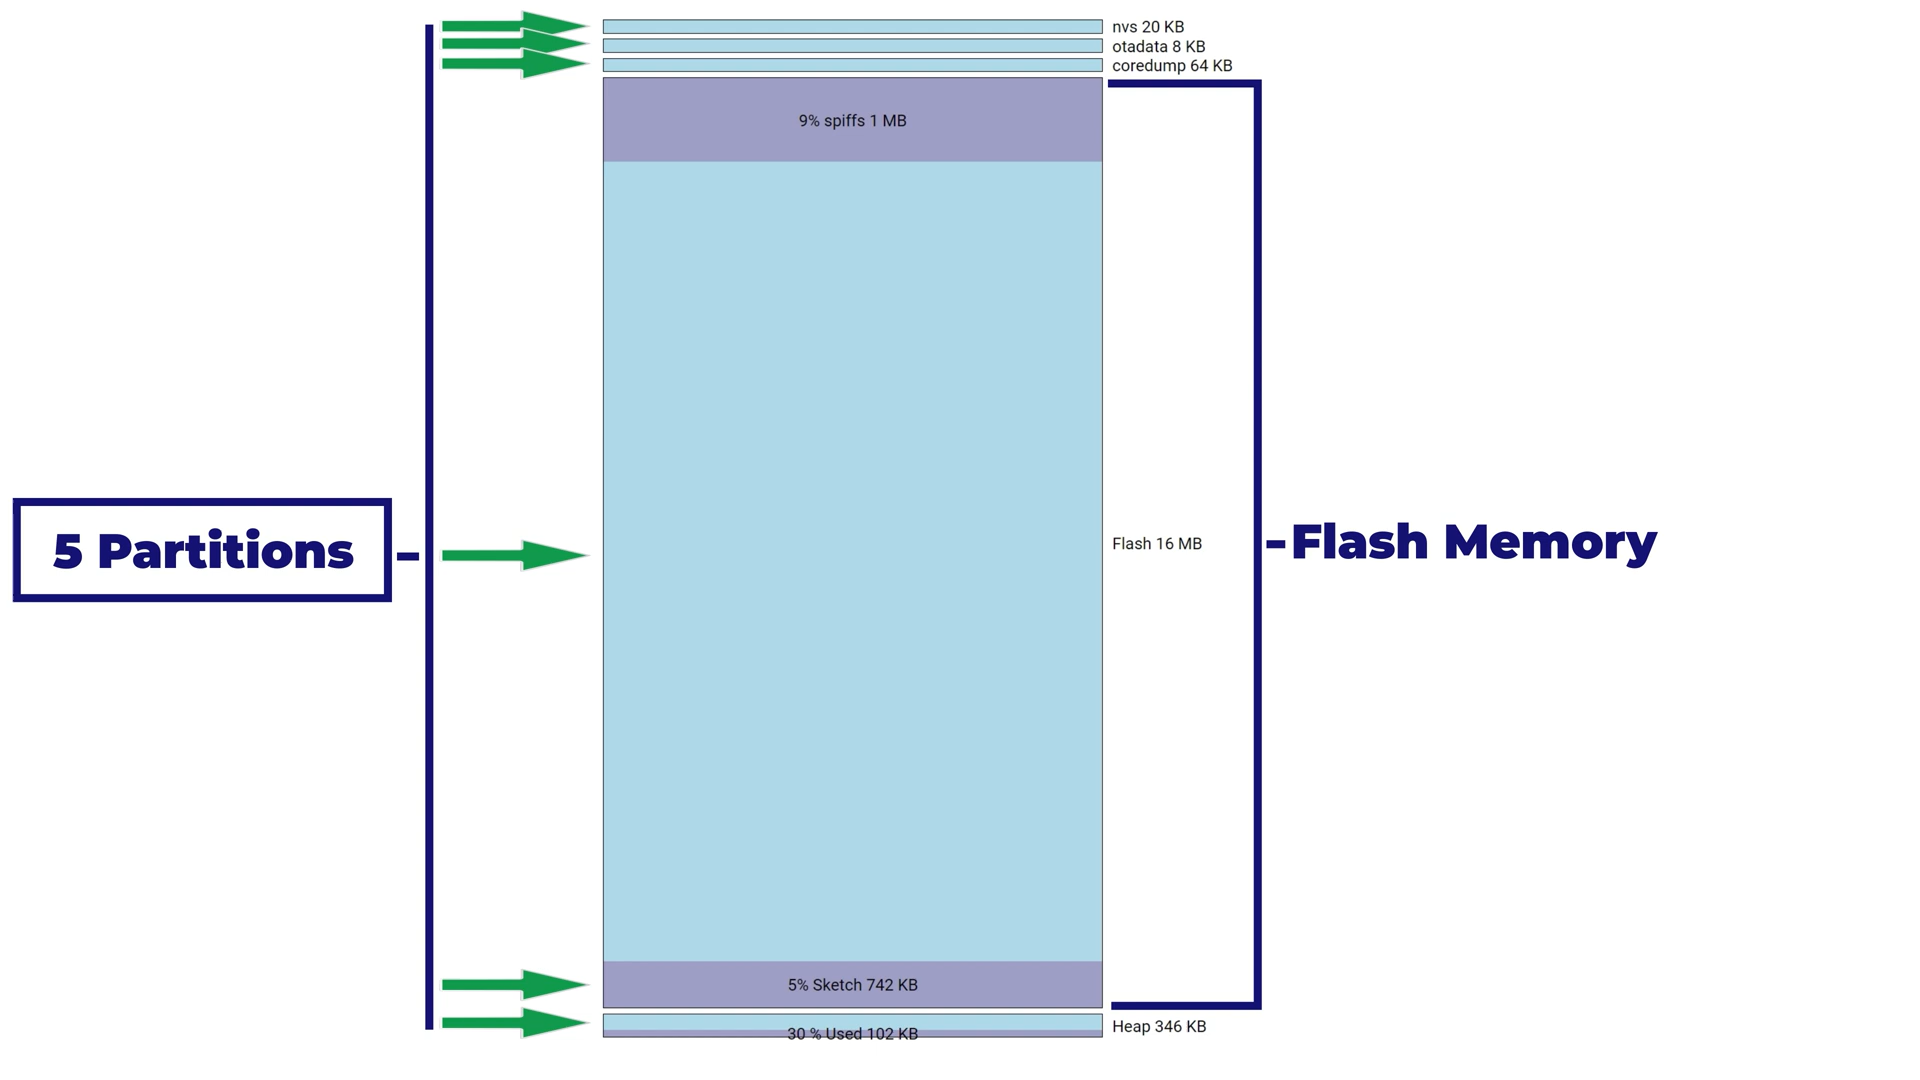 nvs 20 KB
otadata 8 KB
coredump 64 KB
9% spiffs 1 MB
5 Partitions
Flash 16 MB
Flash Memory
5% Sketch 742 KB
Heap 346 KB
30 % Used 102 KB